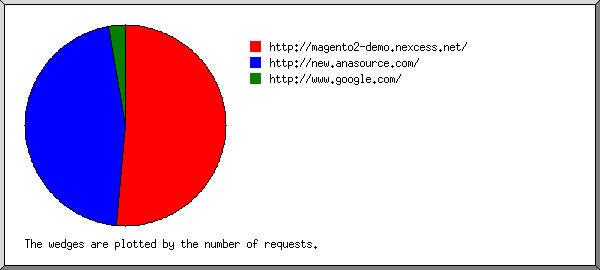 http://magento2-demo.nexcess.net/
http://new.anasource.com/
http://www.google.com/
The wedges are plotted by the number of requests.